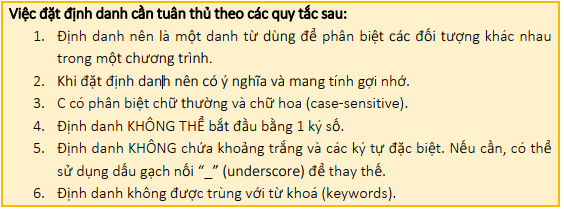 Việc đặt định danh cần tuân thủ theo các quy tắc sau:
1. Định danh nên là một danh từ dùng để phân biệt các đối tượng khác nhau
trong một chương trình.
2. Khi đặt định danh nên có ý nghĩa và mang tính gợi nhớ.
3. C có phân biệt chữ thường và chữ hoa (case-sensitive).
4. Định danh KHÔNG THỂ bắt đầu bằng 1 ký số.
5. Định danh KHÔNG chứa khoảng trắng và các ký tự đặc biệt. Nếu cần, có thể
sử dụng dấu gạch nối “_” (underscore) để thay thế.
6. Định danh không được trùng với từ khoá (keywords).